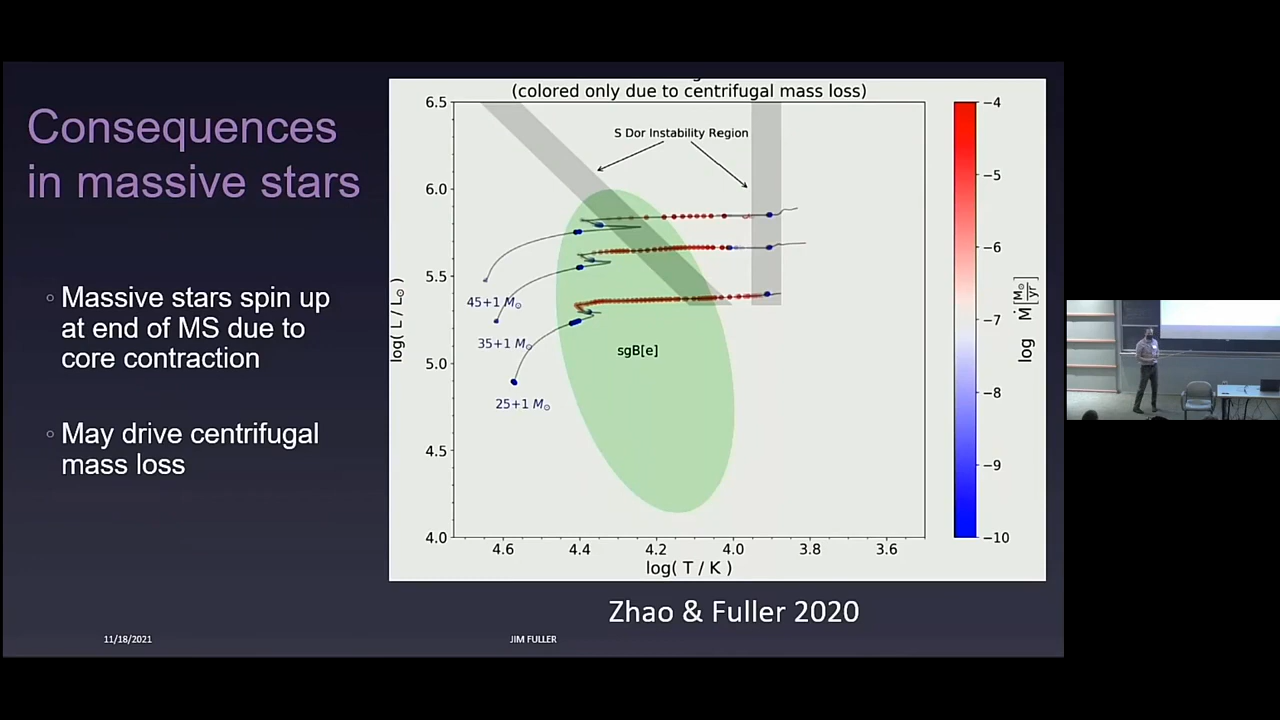 Consequences
in massive stars
◦ Massive stars spin up
at end of MS due to
core contraction
◦ May drive centrifugal
mass loss
(colored only due to centrifugal mass loss)
S Dor Instability Region
45+1 M⊙
35+1 M⊙
25+1 M⊙
sgB[e]
log( L / L⊙ )
6.5
6.0
5.5
5.0
4.5
4.0
4.6 4.4 4.2 4.0 3.8 3.6
log( T / K )
−4
−5
−6
−7
−8
−9
−10
log Ṁ [M⊙/yr]
Zhao & Fuller 2020
11/18/2021
JIM FULLER